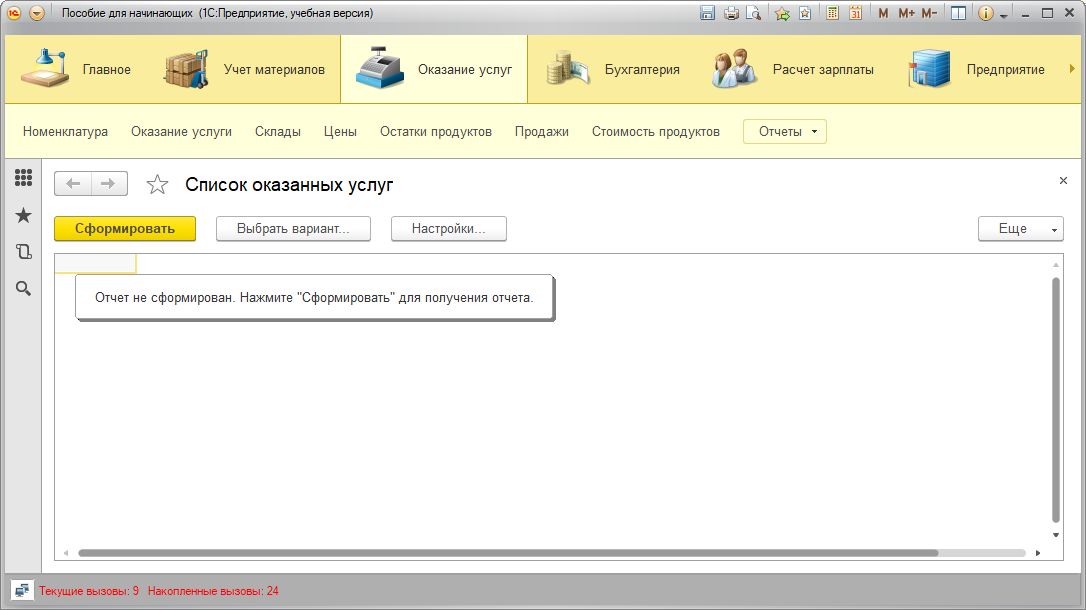 Пособие для начинающих (1С:Предприятие, учебная версия)
31 M M+ M-
Главное Учет материалов Оказание услуг Бухгалтерия Расчет зарплаты Предприятие
Номенклатура Оказание услуги Склады Цены Остатки продуктов Продажи Стоимость продуктов Отчеты
Список оказанных услуг
Сформировать Выбрать вариант... Настройки... Еще
Отчет не сформирован. Нажмите "Сформировать" для получения отчета.
Текущие вызовы: 9 Накопленные вызовы: 24